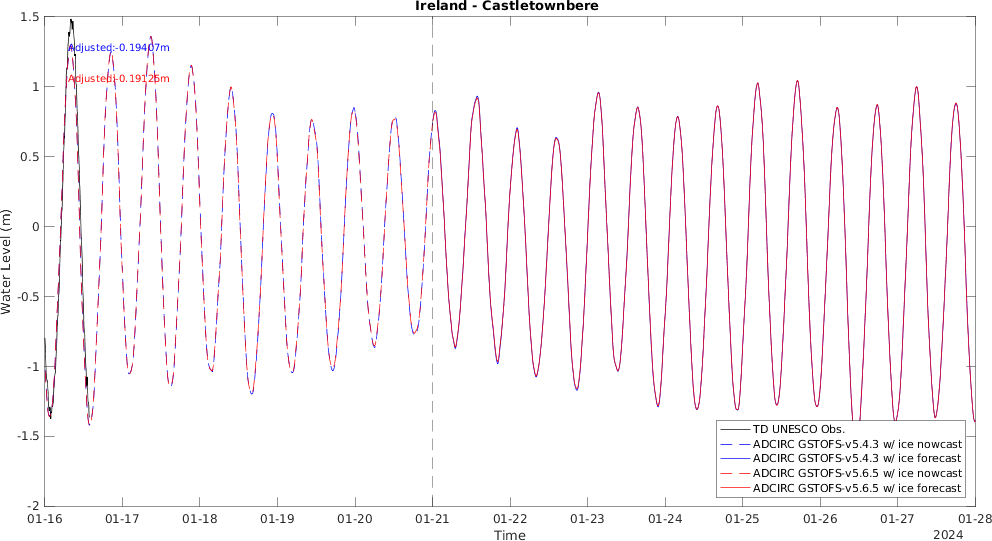 Ireland - Castletownbere
Adjusted:-0.19407m
Adjusted:-0.19125m
Water Level (m)
1.5
1
0.5
0
-0.5
-1
-1.5
-2
TD UNESCO Obs.
ADCIRC GSTOFS-v5.4.3 w/ ice nowcast
ADCIRC GSTOFS-v5.4.3 w/ ice forecast
ADCIRC GSTOFS-v5.6.5 w/ ice nowcast
ADCIRC GSTOFS-v5.6.5 w/ ice forecast
01-16 01-17 01-18 01-19 01-20 01-21 01-22 01-23 01-24 01-25 01-26 01-27 01-28
Time
2024